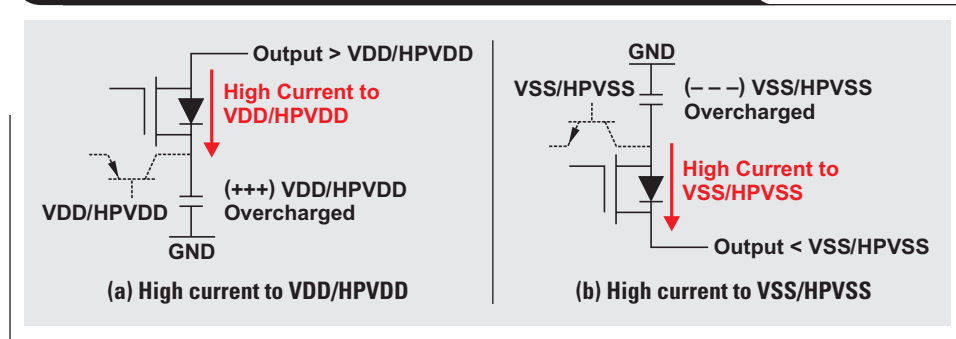 Output > VDD/HPVDD
High Current to
VDD/HPVDD
(+++) VDD/HPVDD
Overcharged
VDD/HPVDD
GND
(a) High current to VDD/HPVDD
GND
VSS/HPVSS
(– – –) VSS/HPVSS
Overcharged
High Current to
VSS/HPVSS
Output < VSS/HPVSS
(b) High current to VSS/HPVSS